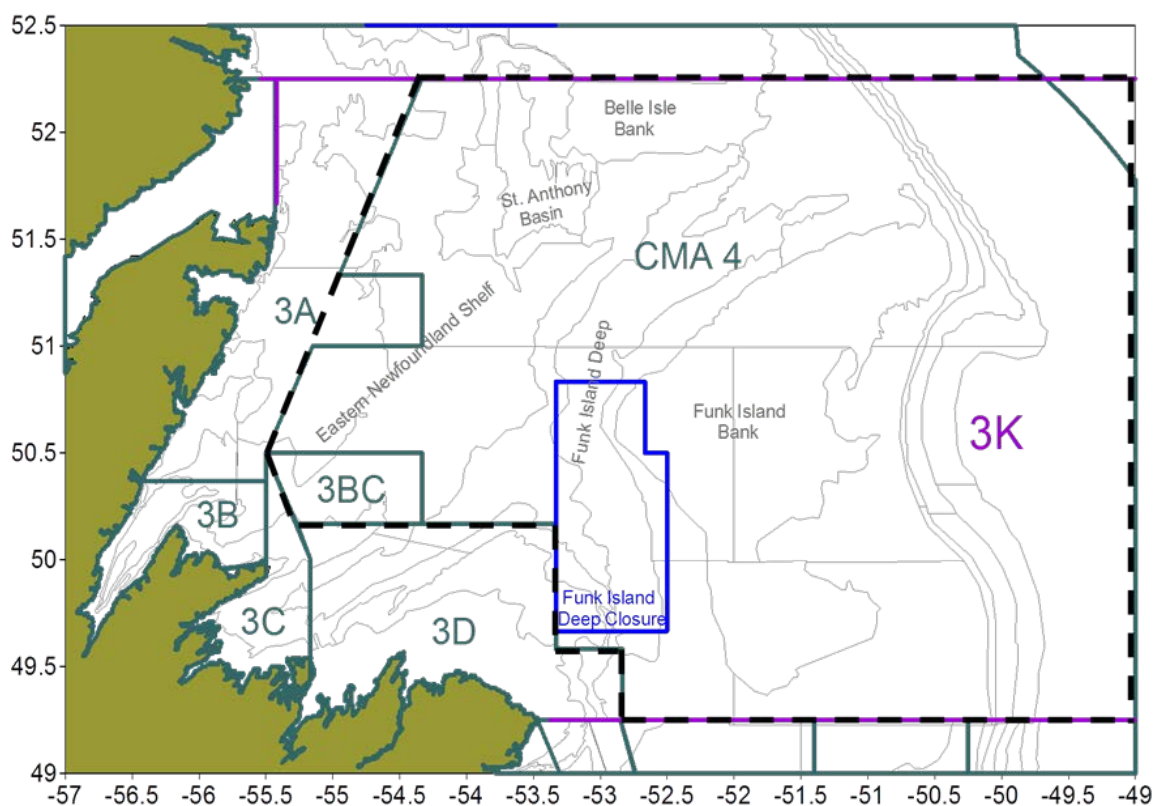 52.5
52
51.5
51
50.5
50
49.5
49
Belle Isle
Bank
St. Anthony
Basin
CMA 4
3A
Eastern Newfoundland Shelf
Funk Island Deep
Funk Island
Bank
3K
3BC
3B
Funk Island
Deep Closure
3C
3D
-57 -56.5 -56 -55.5 -55 -54.5 -54 -53.5 -53 -52.5 -52 -51.5 -51 -50.5 -50 -49.5 -49